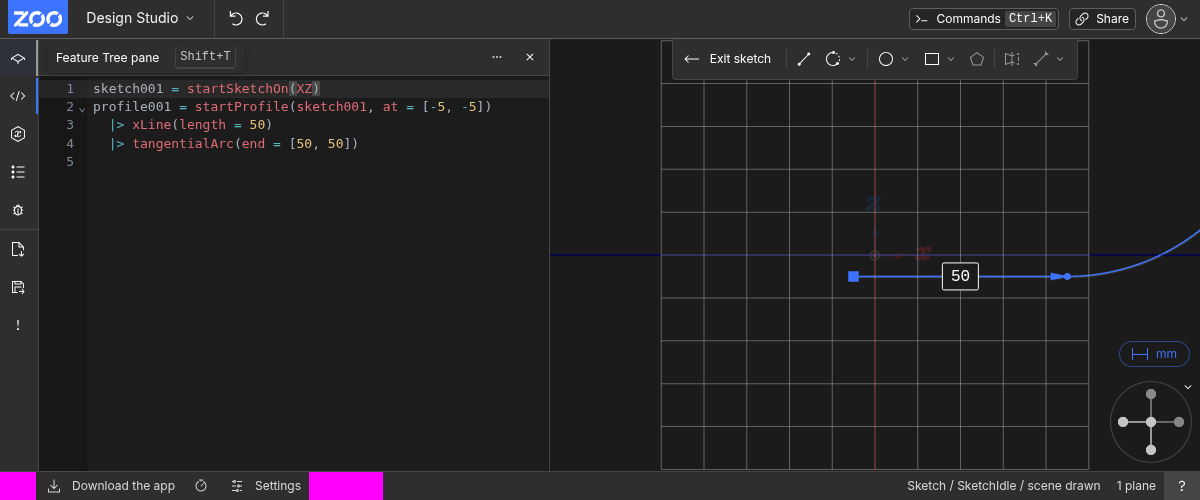 ZOO Design Studio Commands Ctrl+K Share
Feature Tree pane Shift+T
Exit sketch
1 sketch001 = startSketchOn(XZ)
2 profile001 = startProfile(sketch001, at = [-5, -5])
3 |> xLine(length = 50)
4 |> tangentialArc(end = [50, 50])
5
z
x
50
mm
Download the app Settings Sketch / SketchIdle / scene drawn 1 plane ?